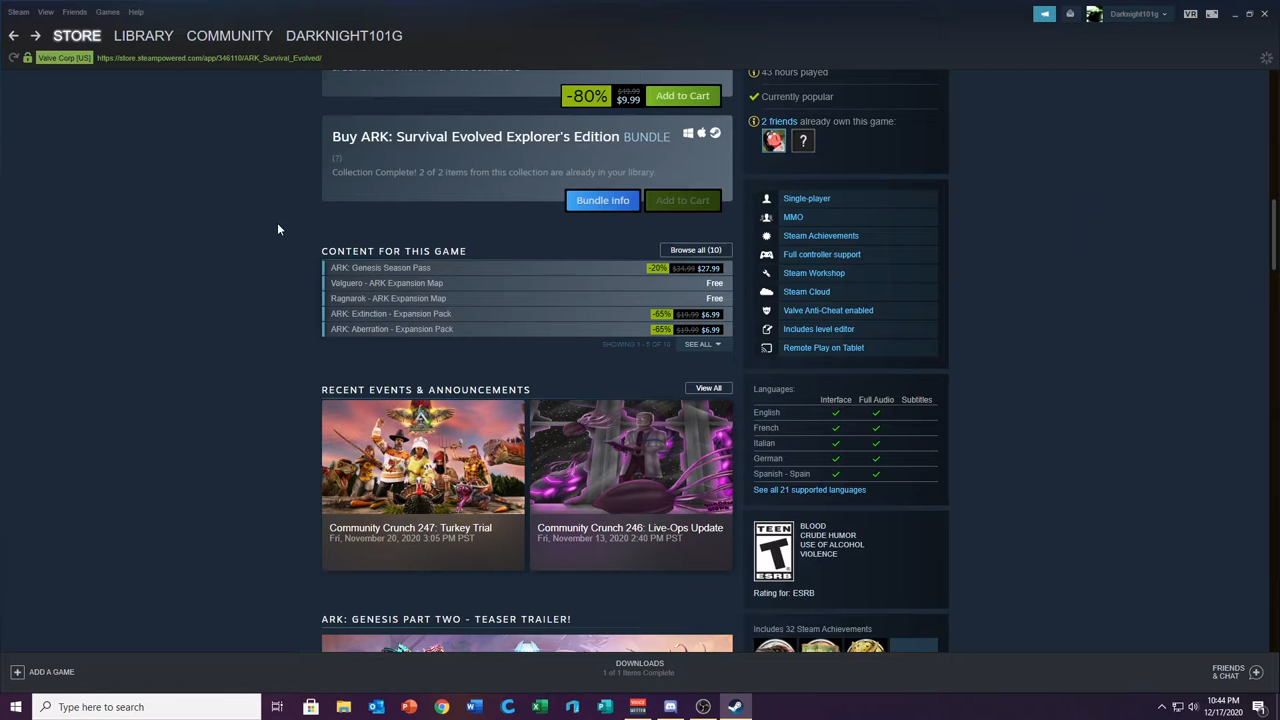 Steam View Friends Games Help
Darknight101g VR
STORE LIBRARY COMMUNITY DARKNIGHT101G
Valve Corp [US] https://store.steampowered.com/app/346110/ARK_Survival_Evolved/
-80% $49.99 $9.99 Add to Cart
Buy ARK: Survival Evolved Explorer's Edition BUNDLE
(?)
Collection Complete! 2 of 2 items from this collection are already in your library.
Bundle info Add to Cart
CONTENT FOR THIS GAME Browse all (10)
ARK: Genesis Season Pass -20% $34.99 $27.99
Valguero - ARK Expansion Map Free
Ragnarok - ARK Expansion Map Free
ARK: Extinction - Expansion Pack -65% $19.99 $6.99
ARK: Aberration - Expansion Pack -65% $19.99 $6.99
SHOWING 1 - 5 OF 10 SEE ALL
RECENT EVENTS & ANNOUNCEMENTS View All
Community Crunch 247: Turkey Trial
Fri, November 20, 2020 3:05 PM PST
Community Crunch 246: Live-Ops Update
Fri, November 13, 2020 2:40 PM PST
ARK: GENESIS PART TWO - TEASER TRAILER!
43 hours played
Currently popular
2 friends already own this game:
?
Single-player
MMO
Steam Achievements
Full controller support
Steam Workshop
Steam Cloud
Valve Anti-Cheat enabled
Includes level editor
Remote Play on Tablet
Languages:
Interface Full Audio Subtitles
English
French
Italian
German
Spanish - Spain
See all 21 supported languages
TEEN
T
ESRB
BLOOD
CRUDE HUMOR
USE OF ALCOHOL
VIOLENCE
Rating for: ESRB
Includes 32 Steam Achievements
ADD A GAME
DOWNLOADS
1 of 1 Items Complete
FRIENDS
& CHAT
Type here to search
10:44 PM
12/17/2020